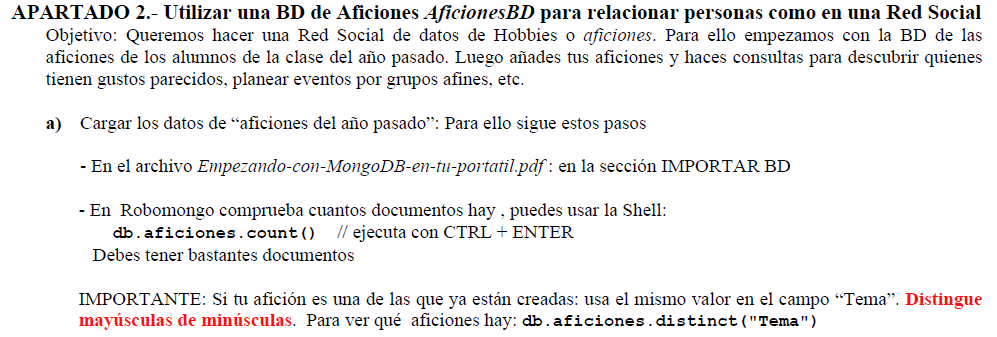 APARTADO 2.- Utilizar una BD de Aficiones AficionesBD para relacionar personas como en una Red Social
Objetivo: Queremos hacer una Red Social de datos de Hobbies o aficiones. Para ello empezamos con la BD de las
aficiones de los alumnos de la clase del año pasado. Luego añades tus aficiones y haces consultas para descubrir quienes
tienen gustos parecidos, planear eventos por grupos afines, etc.
a) Cargar los datos de “aficiones del año pasado”: Para ello sigue estos pasos
- En el archivo Empezando-con-MongoDB-en-tu-portatil.pdf : en la sección IMPORTAR BD
- En Robomongo comprueba cuantos documentos hay , puedes usar la Shell:
db.aficiones.count() // ejecuta con CTRL + ENTER
Debes tener bastantes documentos
IMPORTANTE: Si tu afición es una de las que ya están creadas: usa el mismo valor en el campo “Tema”. Distingue
mayúsculas de minúsculas. Para ver qué aficiones hay: db.aficiones.distinct("Tema")